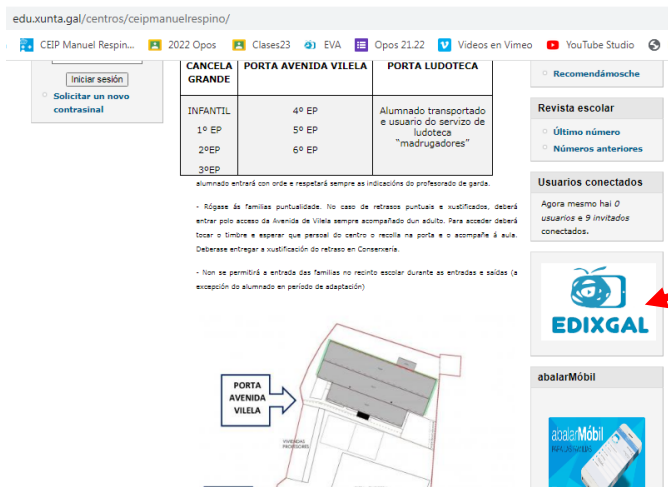 edu.xunta.gal/centros/ceipmanuelrespino/
CEIP Manuel Respin...
2022 Opos
Clases23
EVA
Opos 21.22
Videos en Vimeo
YouTube Studio
Iniciar sesión
Solicitar un novo
contrasinal
CANCELA
GRANDE
PORTA AVENIDA VILELA
PORTA LUDOTECA
INFANTIL
1º EP
2ºEP
3ºEP
4º EP
5º EP
6º EP
Alumnado transportado
e usuario do servizo de
ludoteca
"madrugadores"
alumnado entrará con orde e respetará sempre as indicacións do profesorado de garda.
- Rógase ás familias puntualidade. No caso de retrasos puntuais e xustificados, deberá
entrar polo acceso da Avenida de Vilela sempre acompañado dun adulto. Para acceder deberá
tocar o timbre e esperar que persoal do centro o recolla na porta e o acompañe á aula.
Deberase entregar a xustificación do retraso en Conserxería.
- Non se permitirá a entrada das familias no recinto escolar durante as entradas e saídas (a
excepción do alumnado en período de adaptación)
PORTA
AVENIDA
VILELA
VIVENDAS
Recomendámosche
Revista escolar
Último número
Números anteriores
Usuarios conectados
Agora mesmo hai 0
usuarios e 9 invitados
conectados.
EDIXGAL
abalarMóbil
abalarMóbil